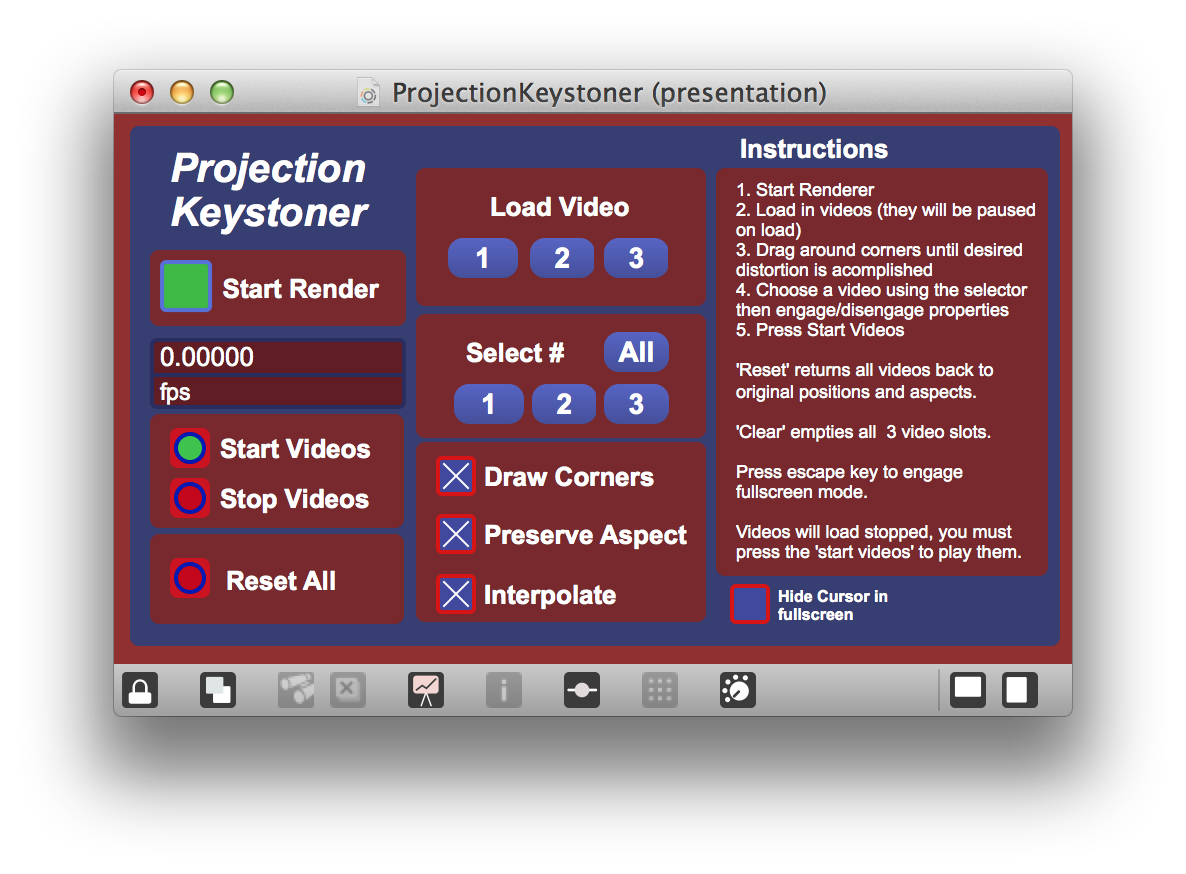 ProjectionKeystoner (presentation)
Projection
Keystoner
Start Render
0.00000
fps
Start Videos
Stop Videos
Reset All
Load Video
1 2 3
Select # All
1 2 3
Draw Corners
Preserve Aspect
Interpolate
Instructions
1. Start Renderer
2. Load in videos (they will be paused
on load)
3. Drag around corners until desired
distortion is acomplished
4. Choose a video using the selector
then engage/disengage properties
5. Press Start Videos
'Reset' returns all videos back to
original positions and aspects.
'Clear' empties all  3 video slots.
Press escape key to engage
fullscreen mode.
Videos will load stopped, you must
press the 'start videos' to play them.
Hide Cursor in
fullscreen